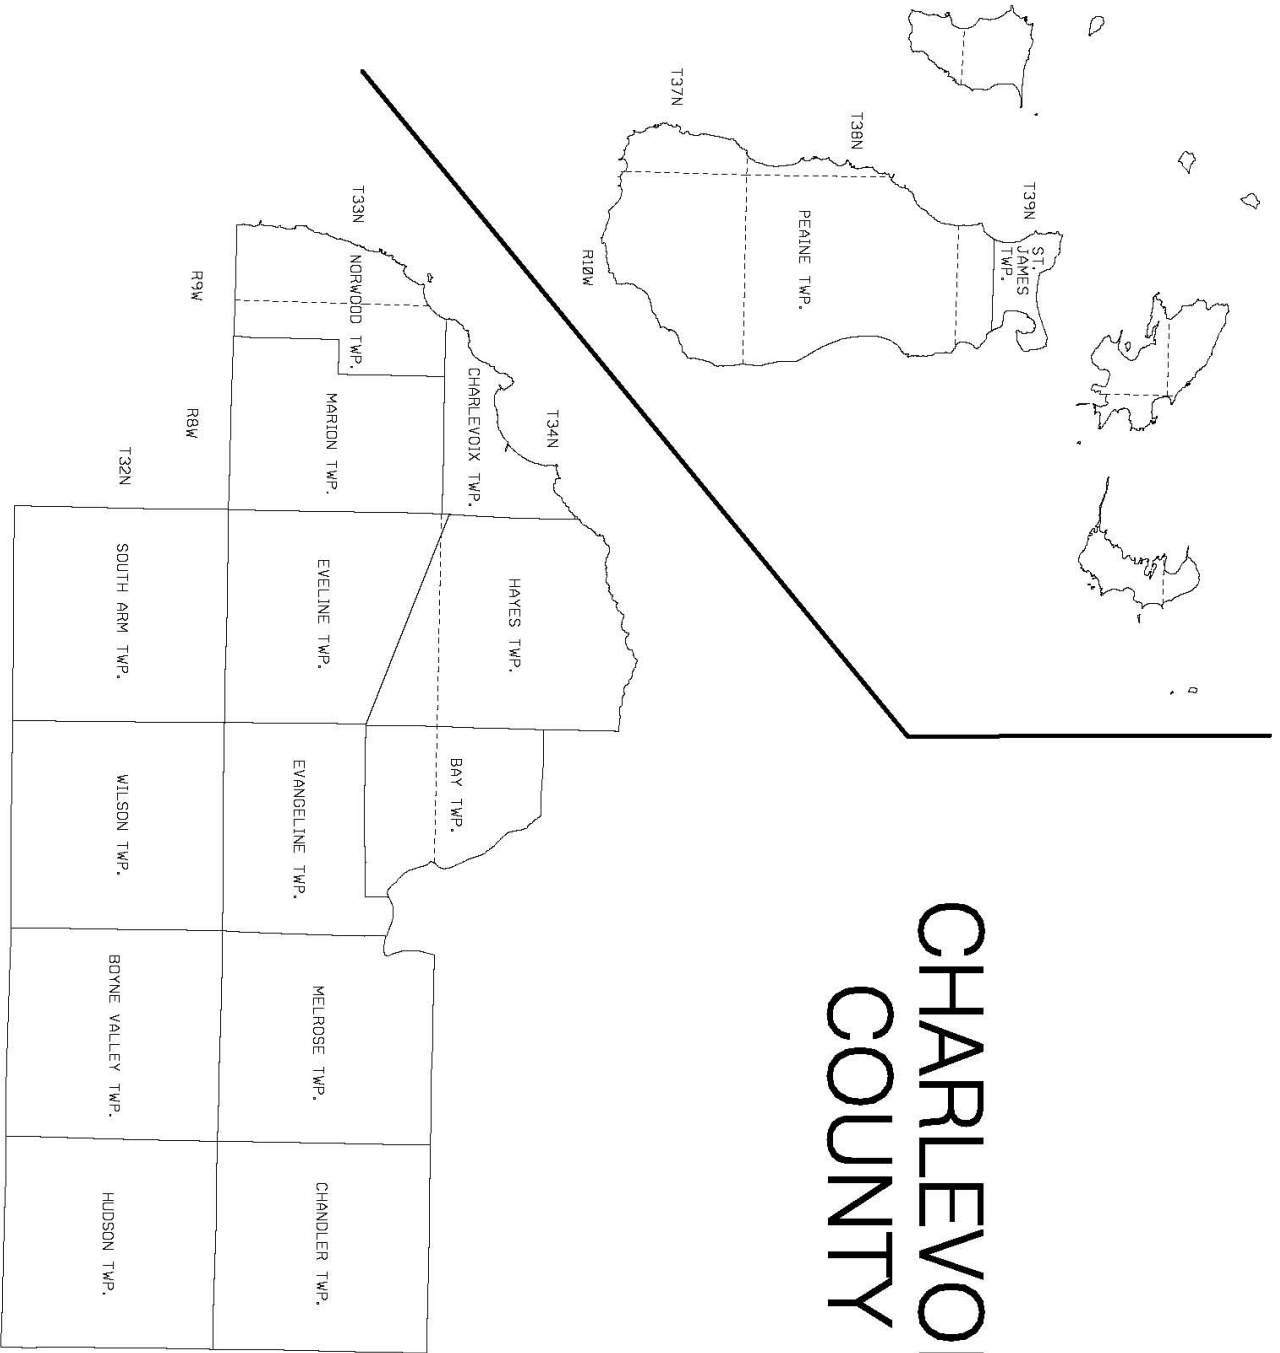 ST.
JAMES
TWP.
T39N
CHARLEVO
COUNTY
T38N
PEAINE TWP.
T37N
R10W
T34N
HAYES TWP.
CHARLEVOIX TWP.
BAY TWP.
T33N
NORWOOD TWP.
MARION TWP.
EVELINE TWP.
EVANGELINE TWP.
MELROSE TWP.
CHANDLER TWP.
R9W
R8W
T32N
SOUTH ARM TWP.
WILSON TWP.
BOYNE VALLEY TWP.
HUDSON TWP.